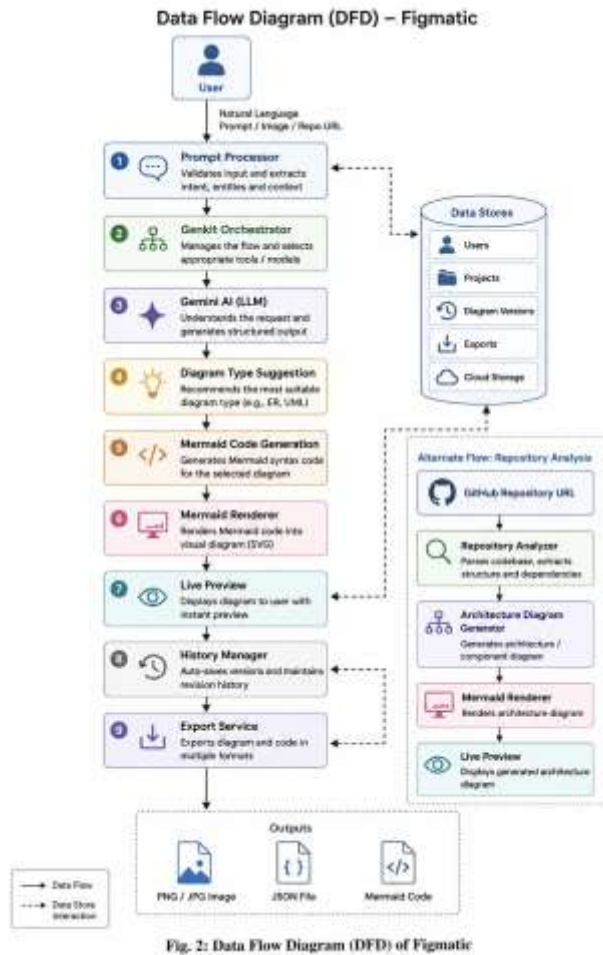 Data Flow Diagram (DFD) – Figmatic
User
Natural Language
Prompt / Image / Repo URL
1
Prompt Processor
Validates input and extracts
intent, entities and context
2
Genkit Orchestrator
Manages the flow and selects
appropriate tools / models
3
Gemini AI (LLM)
Understands the request and
generates structured output
4
Diagram Type Suggestion
Recommends the most suitable
diagram type (e.g., ER, UML)
5
Mermaid Code Generation
Generates Mermaid syntax code
for the selected diagram
6
Mermaid Renderer
Renders Mermaid code into
visual diagram (SVG)
7
Live Preview
Displays diagram to user with
instant preview
8
History Manager
Auto-saves versions and maintains
revision history
9
Export Service
Exports diagram and code in
multiple formats
Data Stores
Users
Projects
Diagram Versions
Exports
Cloud Storage
Alternate Flow: Repository Analysis
GitHub Repository URL
Repository Analyzer
Parses codebase, extracts
structure and dependencies
Architecture Diagram
Generator
Generates architecture /
component diagram
Mermaid Renderer
Renders architecture diagram
Live Preview
Displays generated architecture
diagram
Outputs
PNG / JPG Image
JSON File
Mermaid Code
Data Flow
Data Store
Interaction
Fig. 2: Data Flow Diagram (DFD) of Figmatic